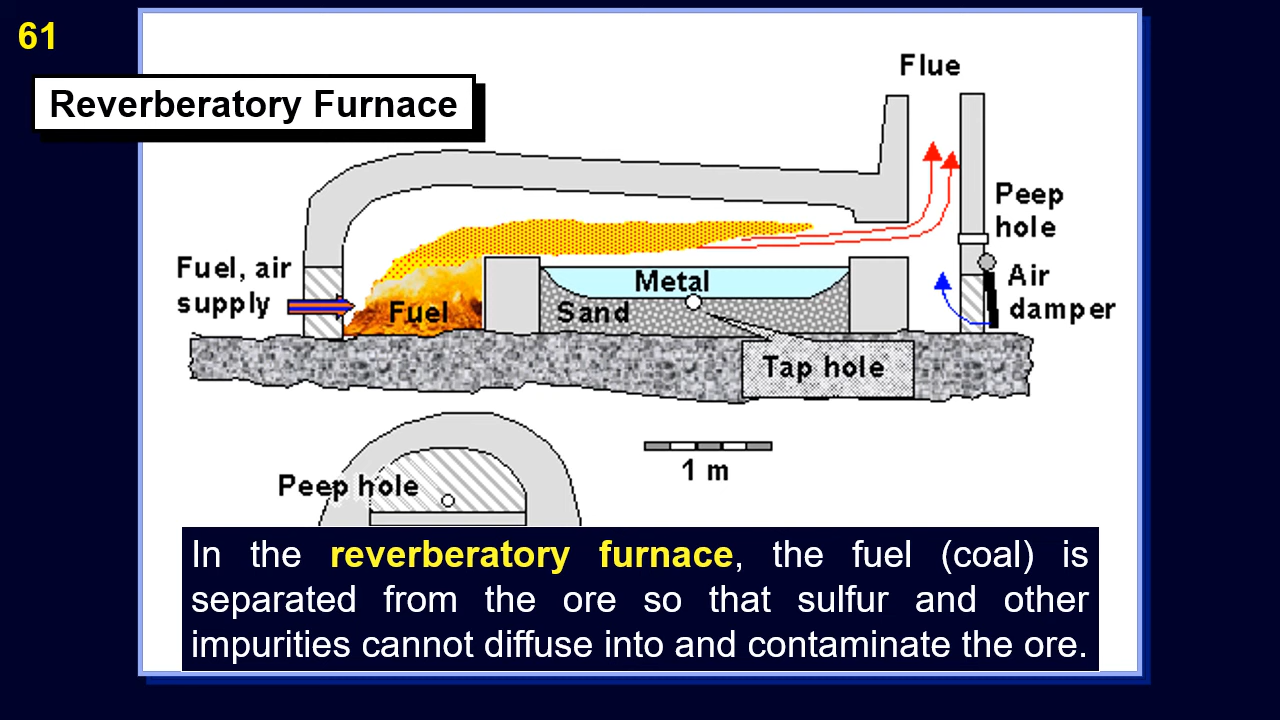 61
Reverberatory Furnace
Flue
Peep
hole
Fuel, air
supply
Air
damper
Metal
Fuel
Sand
Tap hole
1 m
Peep hole
In the reverberatory furnace, the fuel (coal) is
separated from the ore so that sulfur and other
impurities cannot diffuse into and contaminate the ore.